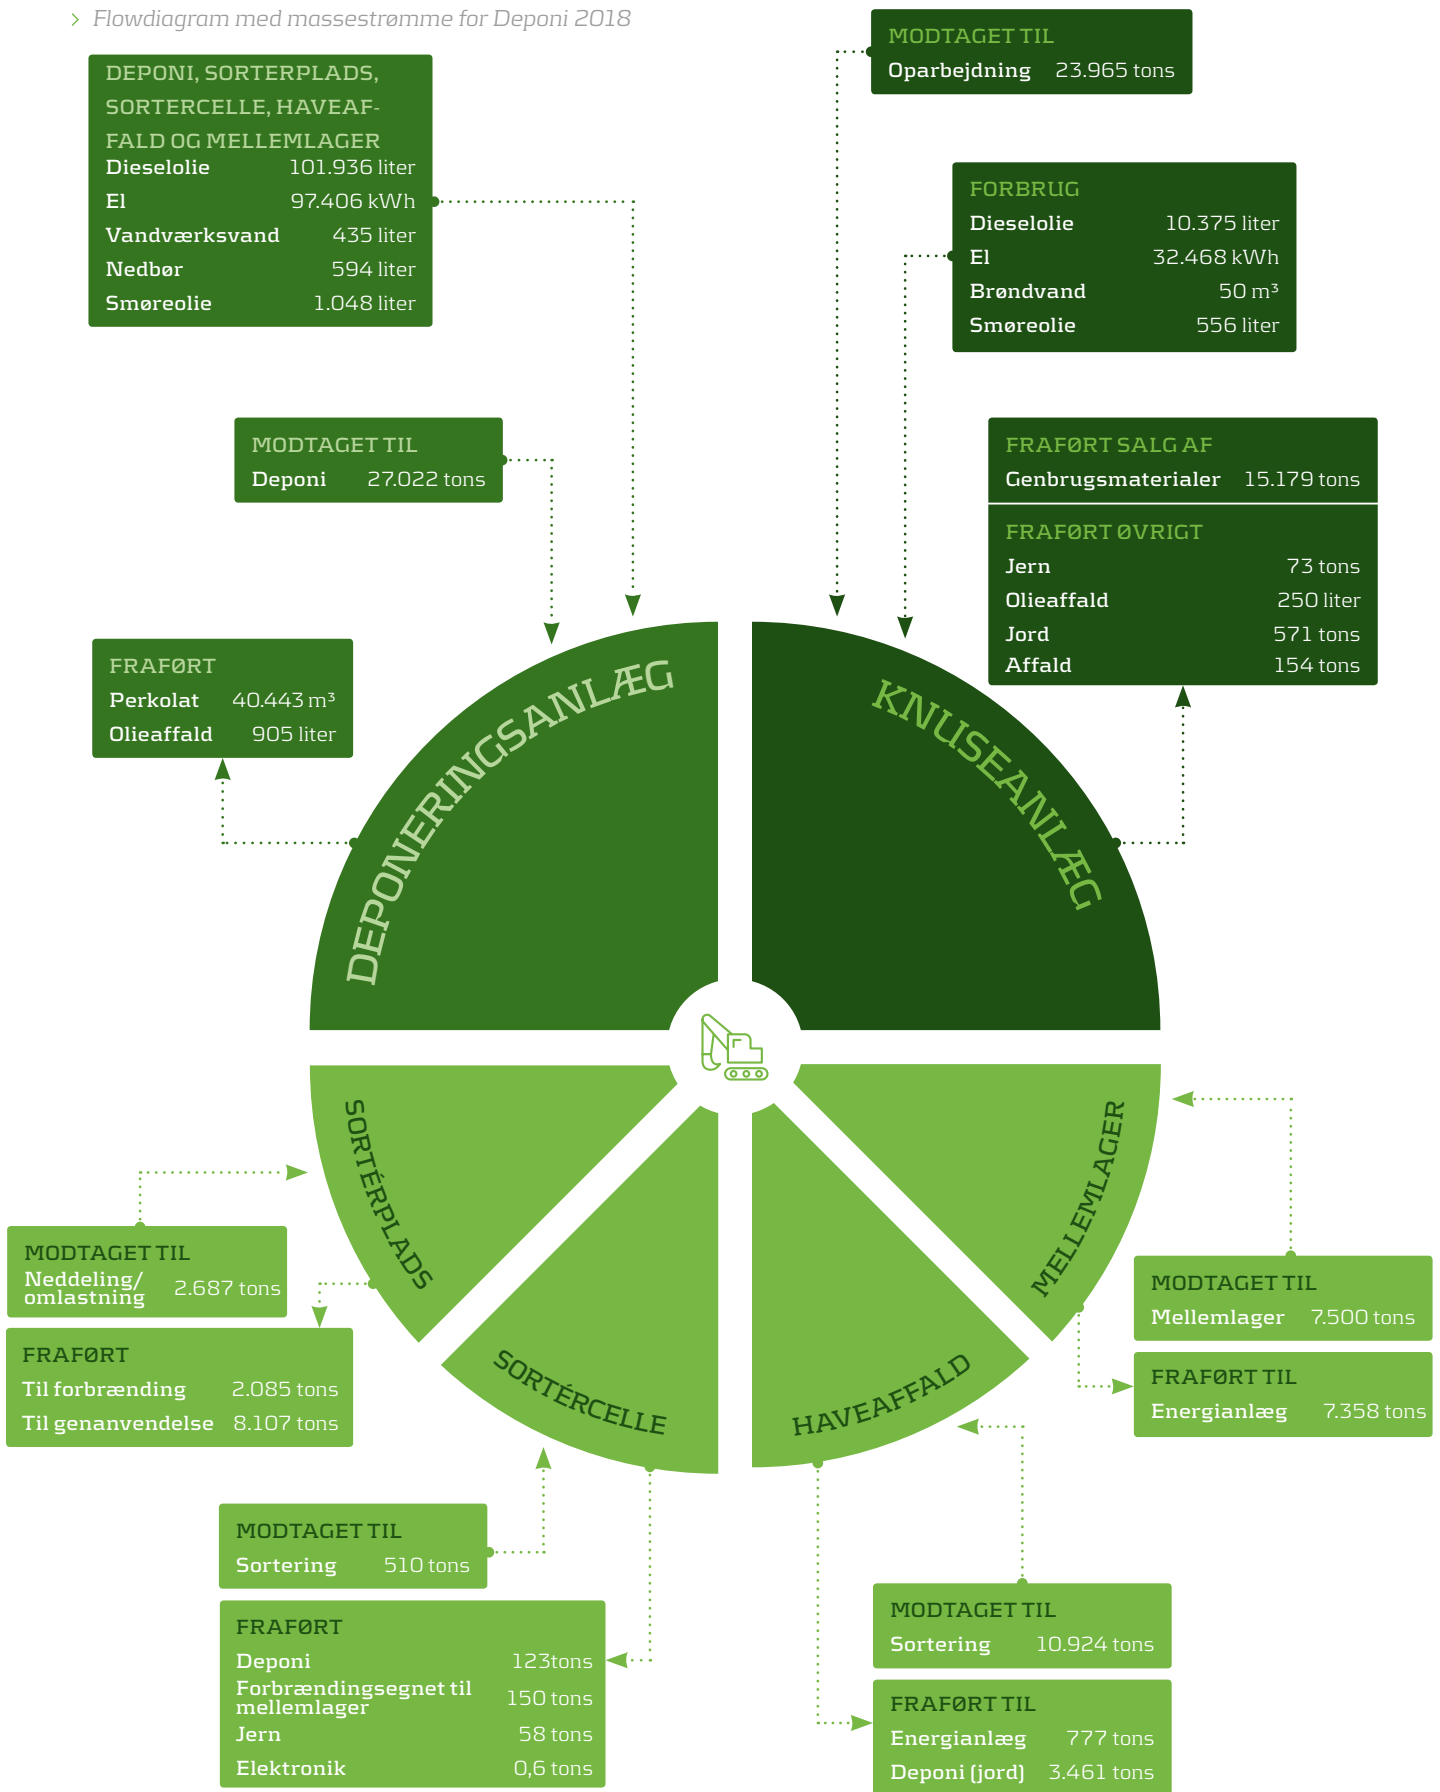 > Flowdiagram med massestrømme for Deponi 2018
DEPONI, SORTERPLADS,
SORTERCELLE, HAVEAF-
FALD OG MELLEMLAGER
Dieselolie 101.936 liter
El 97.406 kWh
Vandværksvand 435 liter
Nedbør 594 liter
Smøreolie 1.048 liter
MODTAGET TIL
Oparbejdning 23.965 tons
FORBRUG
Dieselolie 10.375 liter
El 32.468 kWh
Brøndvand 50 m³
Smøreolie 556 liter
MODTAGET TIL
Deponi 27.022 tons
FRAFØRT SALG AF
Genbrugsmaterialer 15.179 tons
FRAFØRT ØVRIGT
Jern 73 tons
Olieaffald 250 liter
Jord 571 tons
Affald 154 tons
FRAFØRT
Perkolat 40.443 m³
Olieaffald 905 liter
DEPONERINGSANLÆG
KNUSEANLÆG
SORTÉRPLADS
SORTÉRCELLE
HAVEAFFALD
MELLEMLAGER
MODTAGET TIL
Neddeling/
omlastning 2.687 tons
FRAFØRT
Til forbrænding 2.085 tons
Til genanvendelse 8.107 tons
MODTAGET TIL
Mellemlager 7.500 tons
FRAFØRT TIL
Energianlæg 7.358 tons
MODTAGET TIL
Sortering 510 tons
FRAFØRT
Deponi 123tons
Forbrændingsegnet til
mellemlager 150 tons
Jern 58 tons
Elektronik 0,6 tons
MODTAGET TIL
Sortering 10.924 tons
FRAFØRT TIL
Energianlæg 777 tons
Deponi (jord) 3.461 tons